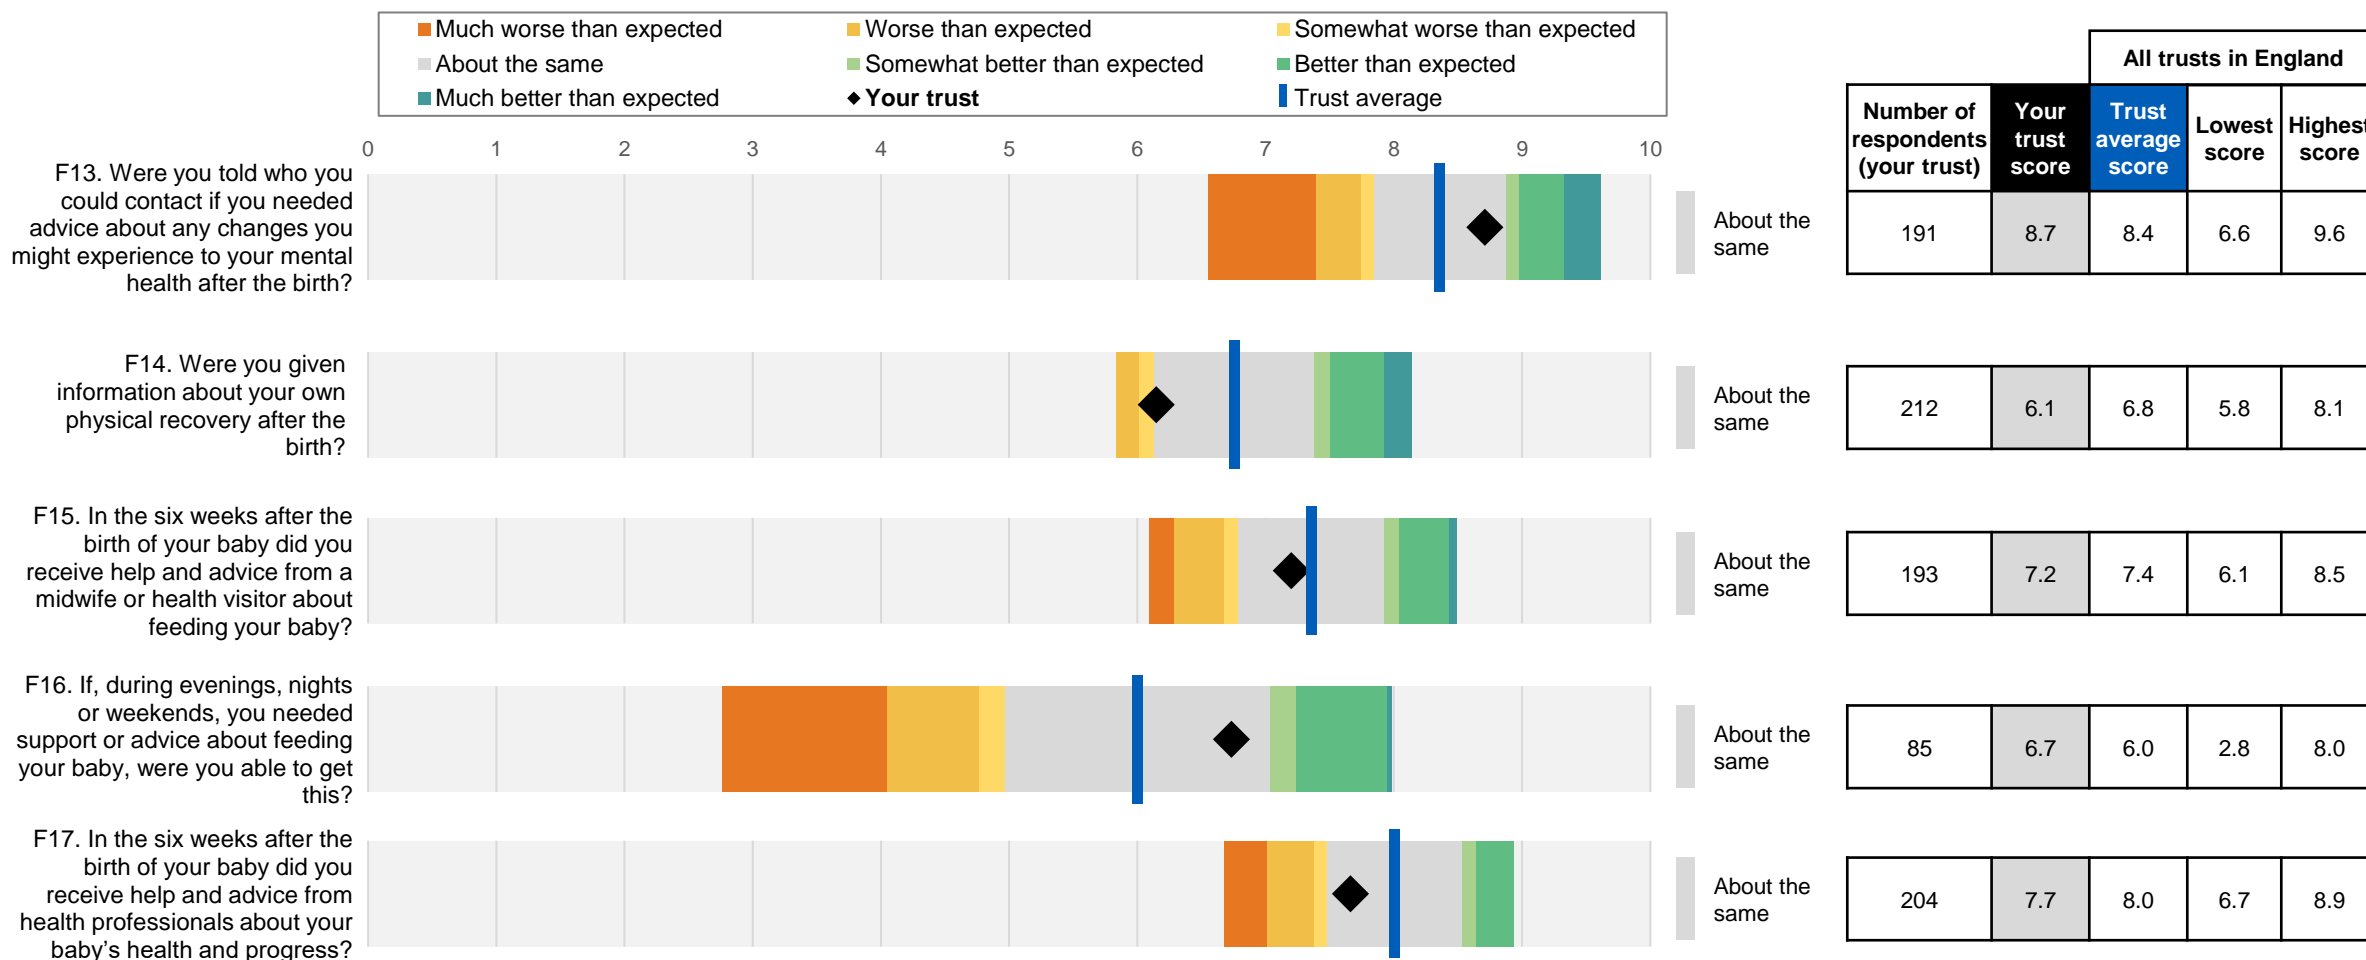 Much worse than expected
Worse than expected
Somewhat worse than expected
About the same
Somewhat better than expected
Better than expected
Much better than expected
Your trust
Trust average
All trusts in England
Number of
respondents
(your trust)
Your
trust
score
Trust
average
score
Lowest
score
Highest
score
0 1 2 3 4 5 6 7 8 9 10
F13. Were you told who you
could contact if you needed
advice about any changes you
might experience to your mental
health after the birth?
About the
same
191 8.7 8.4 6.6 9.6
F14. Were you given
information about your own
physical recovery after the
birth?
About the
same
212 6.1 6.8 5.8 8.1
F15. In the six weeks after the
birth of your baby did you
receive help and advice from a
midwife or health visitor about
feeding your baby?
About the
same
193 7.2 7.4 6.1 8.5
F16. If, during evenings, nights
or weekends, you needed
support or advice about feeding
your baby, were you able to get
this?
About the
same
85 6.7 6.0 2.8 8.0
F17. In the six weeks after the
birth of your baby did you
receive help and advice from
health professionals about your
baby's health and progress?
About the
same
204 7.7 8.0 6.7 8.9